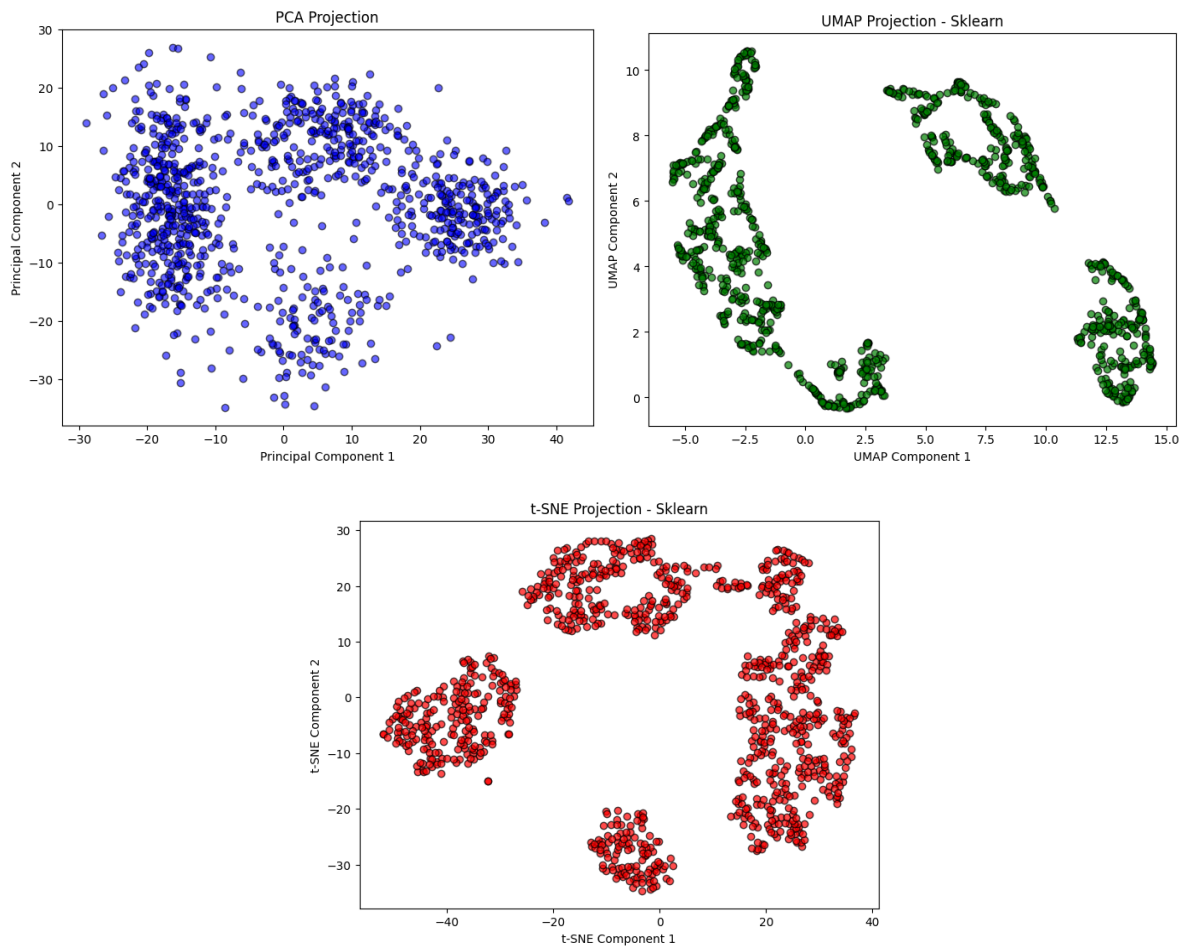 PCA Projection
30
20
10
0
−10
−20
−30
Principal Component 2
−30 −20 −10 0 10 20 30 40
Principal Component 1
UMAP Projection - Sklearn
10
8
6
4
2
0
UMAP Component 2
−5.0 −2.5 0.0 2.5 5.0 7.5 10.0 12.5 15.0
UMAP Component 1
t-SNE Projection - Sklearn
30
20
10
0
−10
−20
−30
t-SNE Component 2
−40 −20 0 20 40
t-SNE Component 1